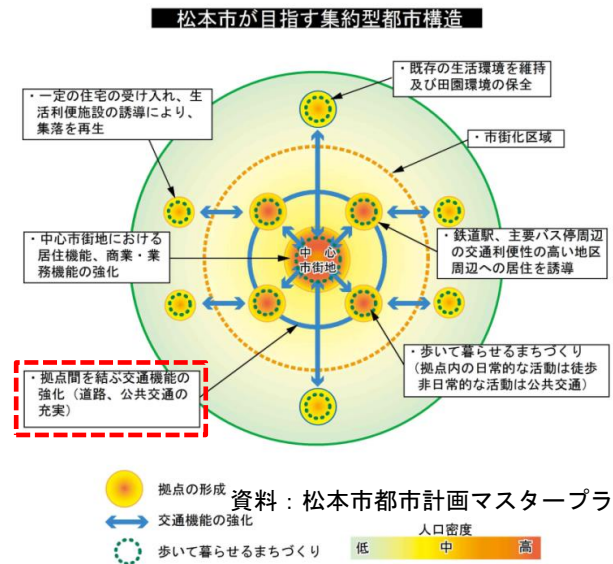 松本市が目指す集約型都市構造
・既存の生活環境を維持
及び田園環境の保全
・一定の住宅の受け入れ、生
活利便施設の誘導により、
集落を再生
・市街化区域
・中心市街地における
居住機能、商業・業
務機能の強化
中 心
市街地
・鉄道駅、主要バス停周辺
の交通利便性の高い地区
周辺への居住を誘導
・拠点間を結ぶ交通機能の
強化（道路、公共交通の
充実）
・歩いて暮らせるまちづくり
（拠点内の日常的な活動は徒歩
非日常的な活動は公共交通）
拠点の形成
資料：松本市都市計画マスタープラ
交通機能の強化
歩いて暮らせるまちづくり
人口密度
低 中 高